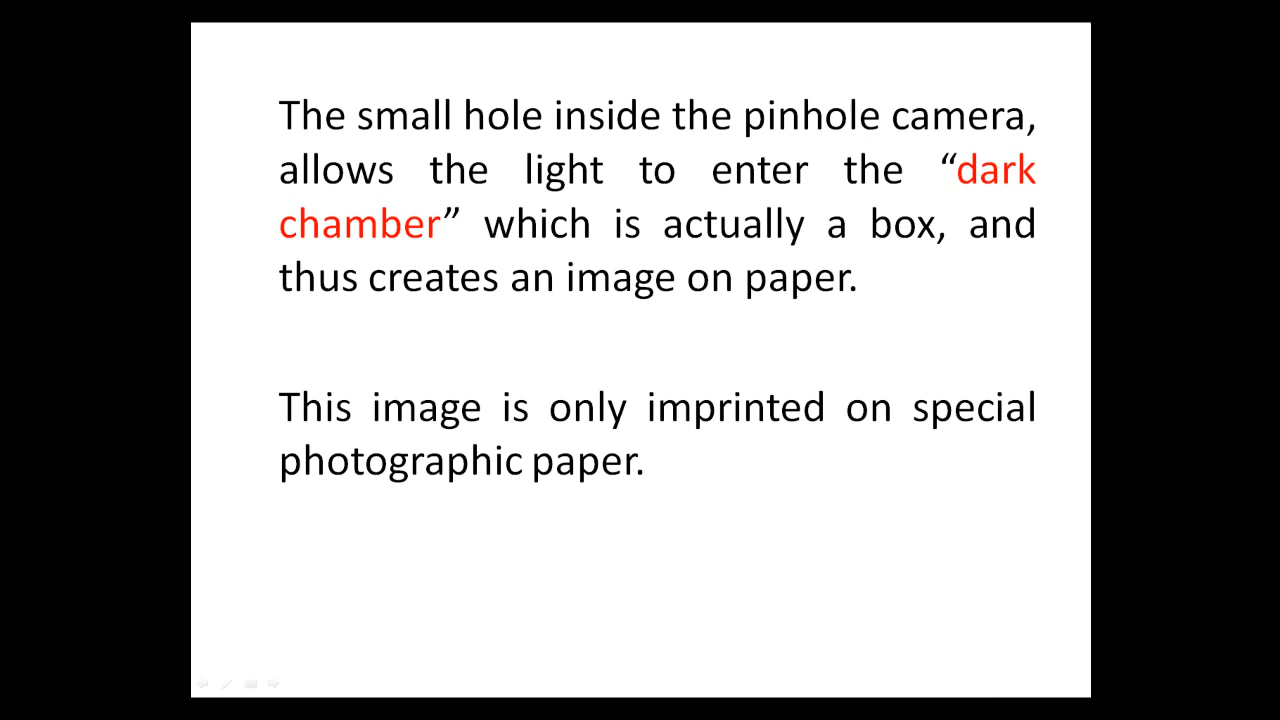 The small hole inside the pinhole camera,
allows the light to enter the “dark
chamber” which is actually a box, and
thus creates an image on paper.
This image is only imprinted on special
photographic paper.